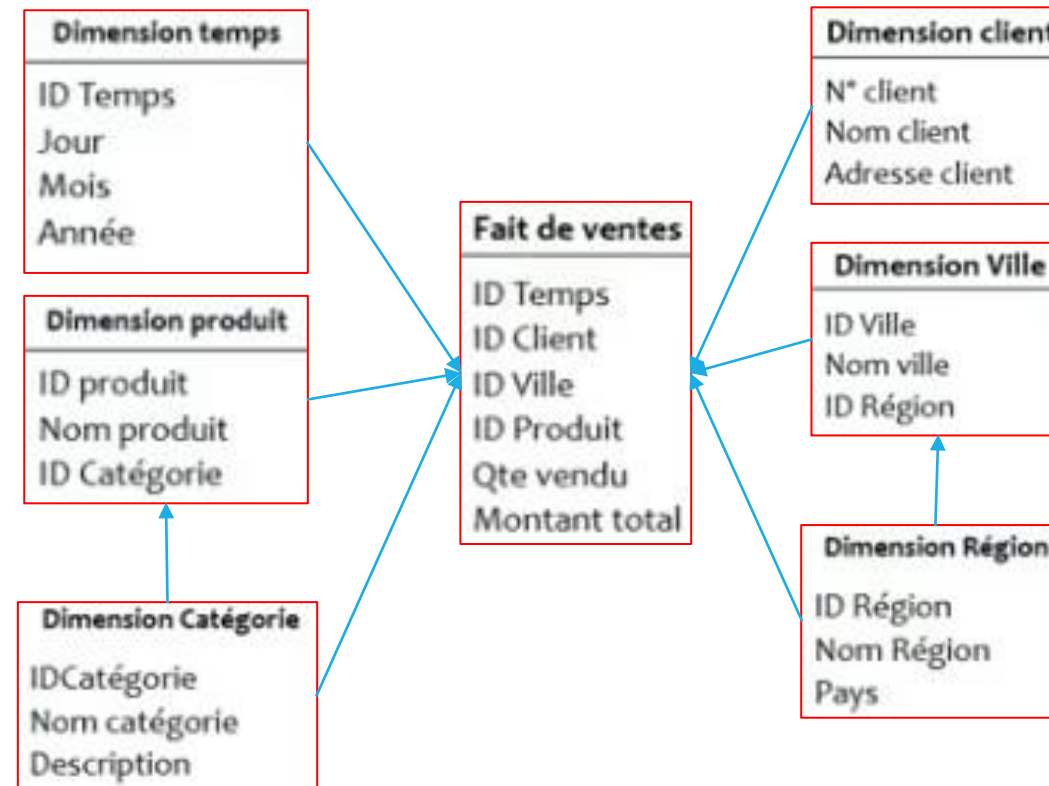 Dimension temps
ID Temps
Jour
Mois
Année
Dimension produit
ID produit
Nom produit
ID Catégorie
Dimension Catégorie
IDCatégorie
Nom catégorie
Description
Fait de ventes
ID Temps
ID Client
ID Ville
ID Produit
Qte vendu
Montant total
Dimension client
N° client
Nom client
Adresse client
Dimension Ville
ID Ville
Nom ville
ID Région
Dimension Région
ID Région
Nom Région
Pays